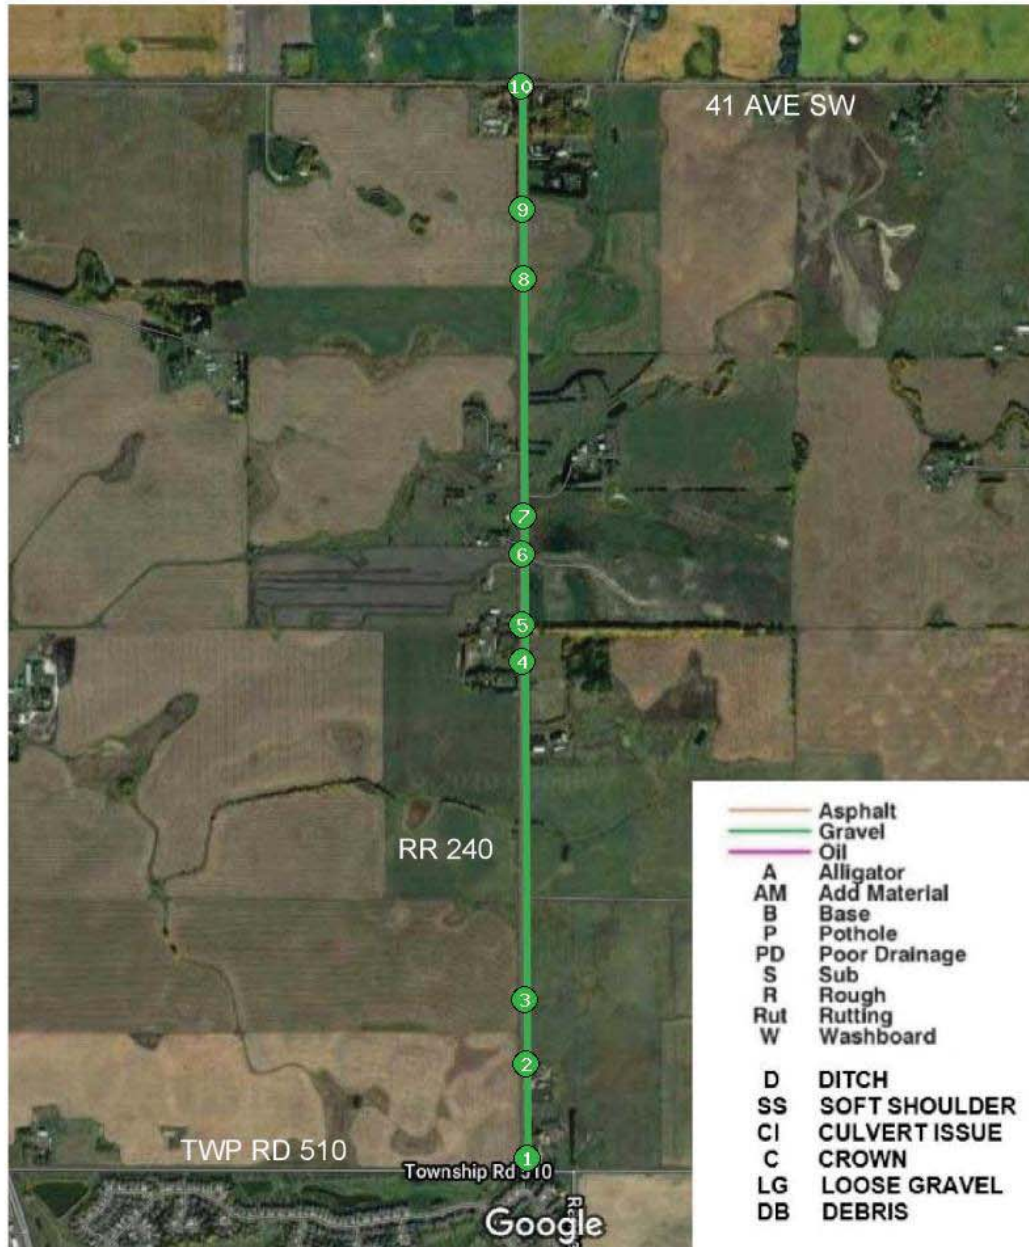 10
41 AVE SW
9
8
7
6
5
4
Asphalt
Gravel
Oil
A Alligator
AM Add Material
B Base
P Pothole
PD Poor Drainage
S Sub
R Rough
Rut Rutting
W Washboard
D DITCH
SS SOFT SHOULDER
CI CULVERT ISSUE
C CROWN
LG LOOSE GRAVEL
DB DEBRIS
RR 240
3
2
1
TWP RD 510
Township Rd 510
Google